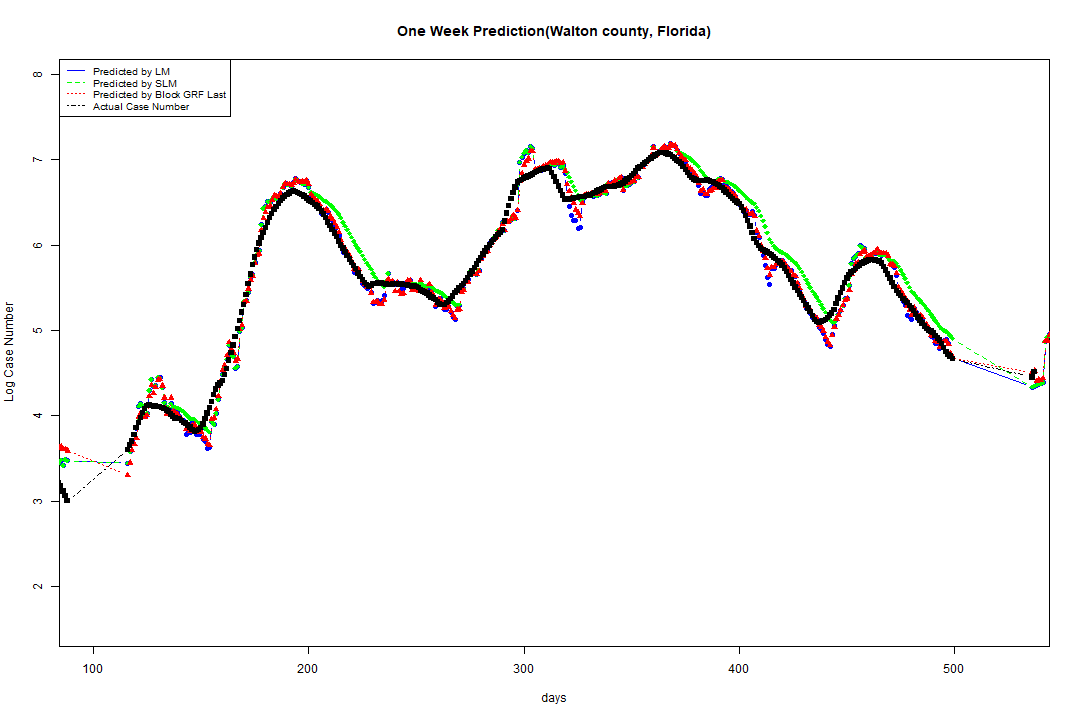 One Week Prediction(Walton county, Florida)
Predicted by LM
Predicted by SLM
Predicted by Block GRF Last
Actual Case Number
Log Case Number
8
7
6
5
4
3
2
100 200 300 400 500
days